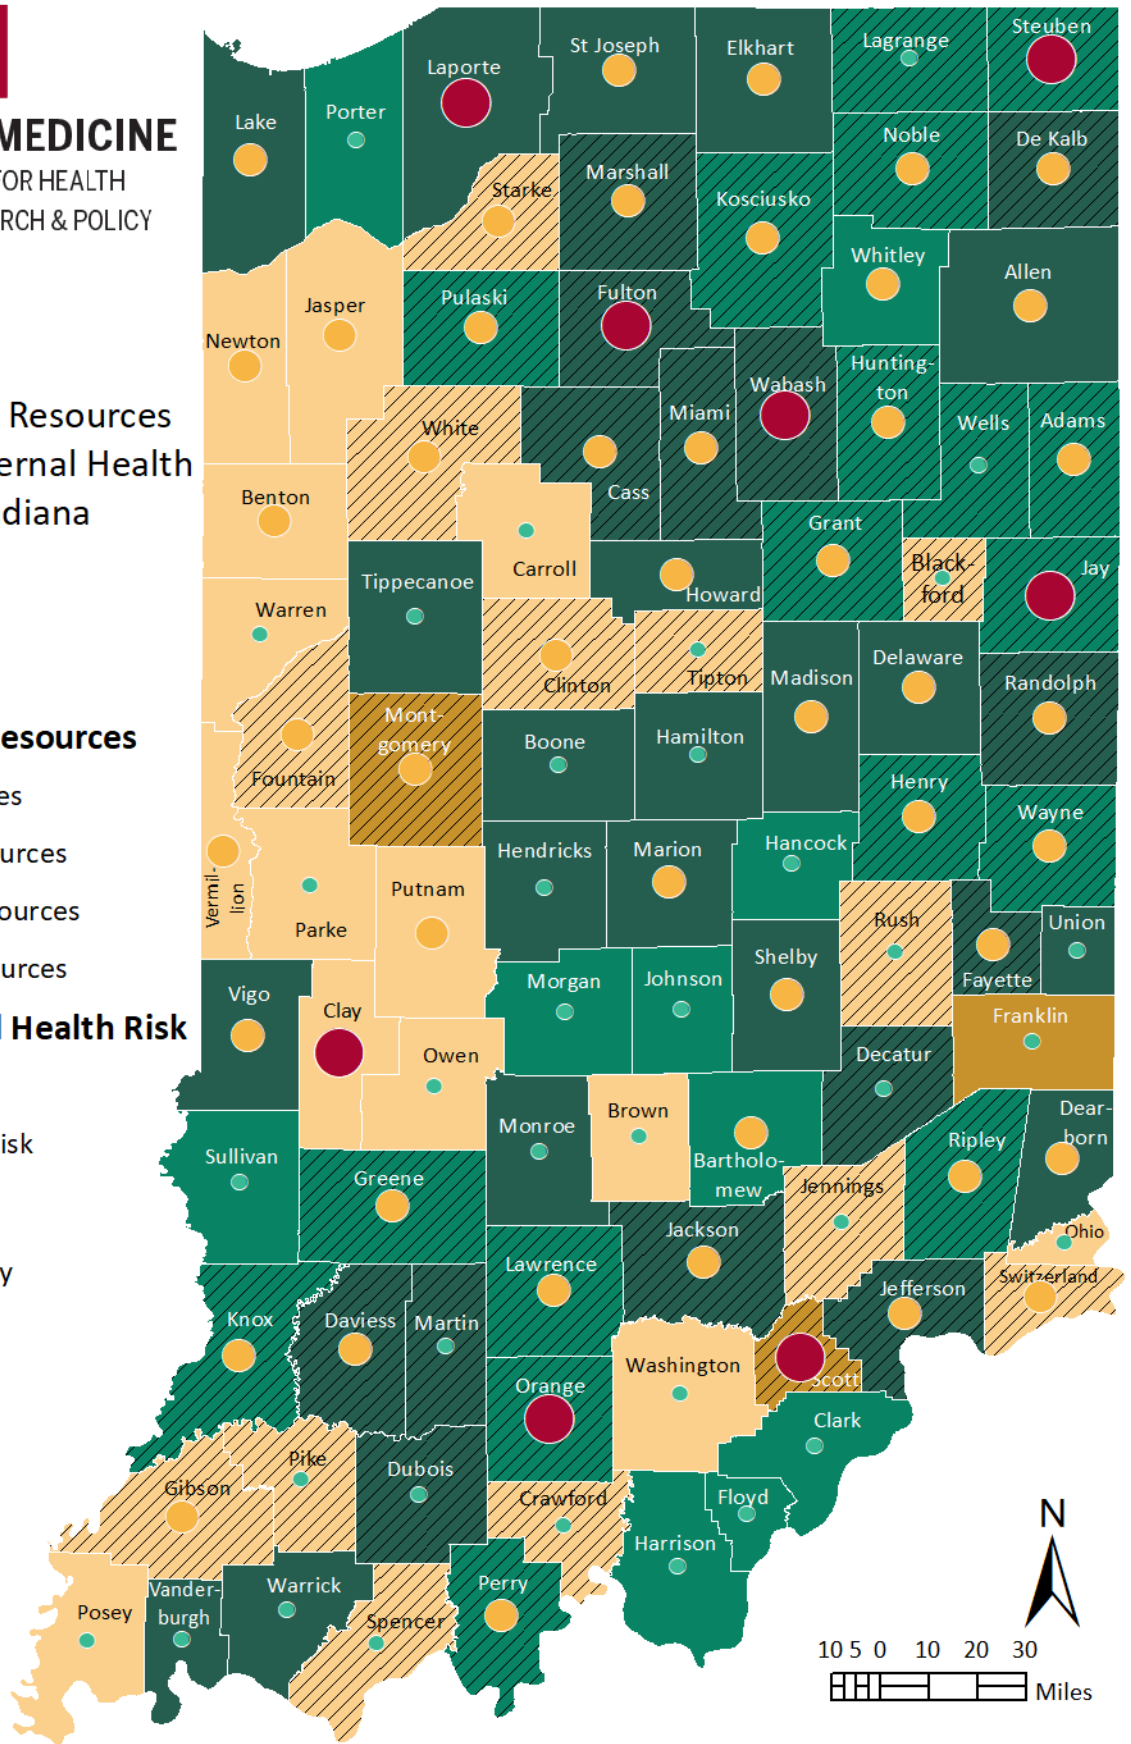 MEDICINE
FOR HEALTH
RCH & POLICY
Resources
ernal Health
diana
esources
es
urces
ources
urces
l Health Risk
isk
y
Steuben
Lagrange
Elkhart
St Joseph
Laporte
Porter
Lake
Noble
De Kalb
Marshall
Starke
Kosciusko
Whitley
Allen
Fulton
Pulaski
Jasper
Newton
Hunting-
ton
Wabash
Miami
White
Wells
Adams
Cass
Benton
Grant
Carroll
Black-
ford
Jay
Tippecanoe
Howard
Warren
Delaware
Clinton
Tipton
Madison
Randolph
Mont-
gomery
Boone
Hamilton
Fountain
Henry
Wayne
Hendricks
Marion
Hancock
Vermil-
lion
Putnam
Parke
Rush
Union
Fayette
Shelby
Morgan
Johnson
Vigo
Clay
Franklin
Owen
Decatur
Brown
Monroe
Dear-
born
Ripley
Sullivan
Bartholo-
mew
Greene
Jennings
Jackson
Ohio
Lawrence
Switzerland
Jefferson
Knox
Daviess
Martin
Washington
Scott
Orange
Clark
Pike
Dubois
Gibson
Crawford
Floyd
Harrison
Perry
Warrick
Vander-
burgh
Posey
Spencer
N
10 5 0 10 20 30
Miles